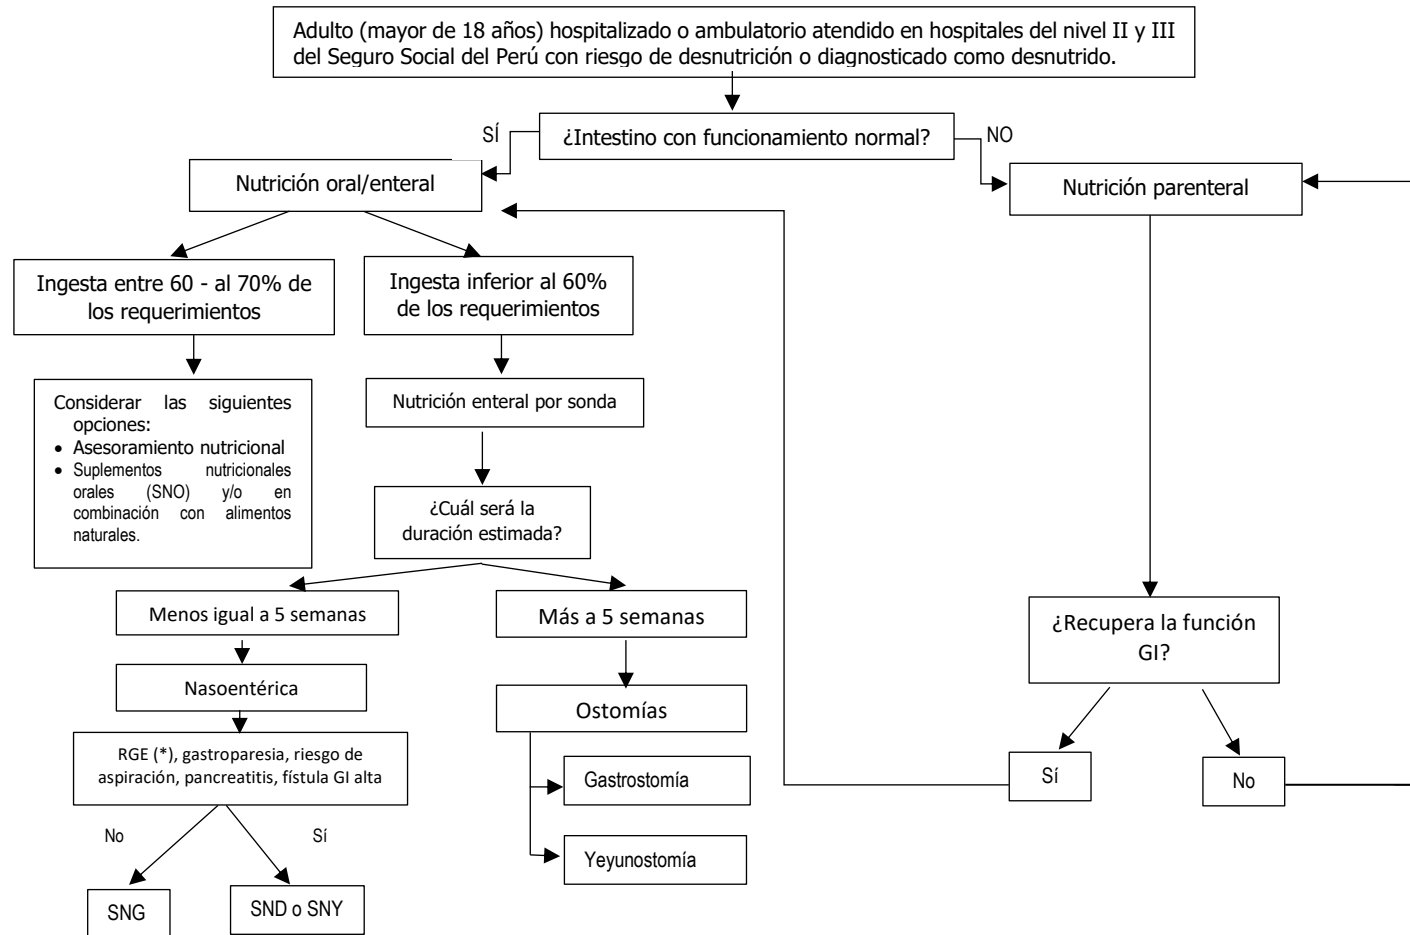 Adulto (mayor de 18 años) hospitalizado o ambulatorio atendido en hospitales del nivel II y III
del Seguro Social del Perú con riesgo de desnutrición o diagnosticado como desnutrido.
¿Intestino con funcionamiento normal?
SÍ
NO
Nutrición oral/enteral
Nutrición parenteral
Ingesta entre 60 - al 70% de
los requerimientos
Ingesta inferior al 60%
de los requerimientos
Considerar las siguientes
opciones:
• Asesoramiento nutricional
• Suplementos nutricionales
orales (SNO) y/o en
combinación con alimentos
naturales.
Nutrición enteral por sonda
¿Cuál será la
duración estimada?
Menos igual a 5 semanas
Más a 5 semanas
¿Recupera la función
GI?
Nasoentérica
Ostomías
RGE (*), gastroparesia, riesgo de
aspiración, pancreatitis, fístula GI alta
Gastrostomía
Sí
No
No
Sí
Yeyunostomía
SNG
SND o SNY